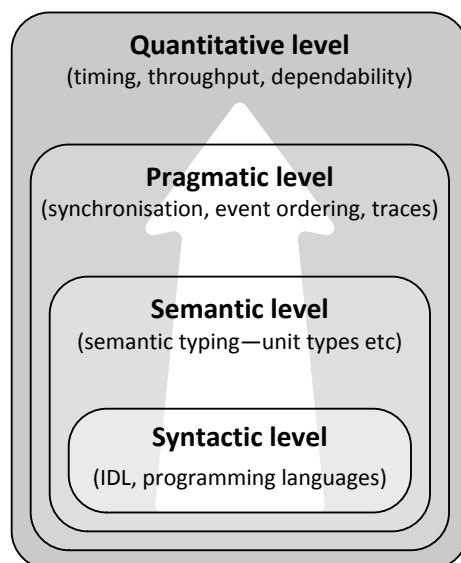 Quantitative level
(timing, throughput, dependability)
Pragmatic level
(synchronisation, event ordering, traces)
Semantic level
(semantic typing—unit types etc)
Syntactic level
(IDL, programming languages)